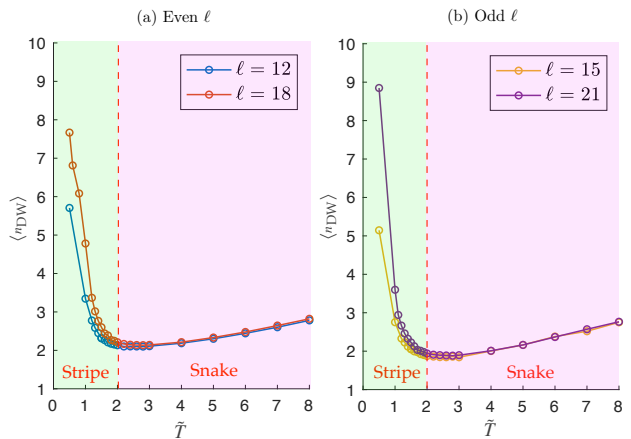 (a) Even ℓ
10
9
8
7
6
5
4
3
2
1
⟨n_DW⟩
ℓ = 12
ℓ = 18
Stripe
Snake
0 1 2 3 4 5 6 7 8
T̃
(b) Odd ℓ
10
9
8
7
6
5
4
3
2
1
⟨n_DW⟩
ℓ = 15
ℓ = 21
Stripe
Snake
0 1 2 3 4 5 6 7 8
T̃